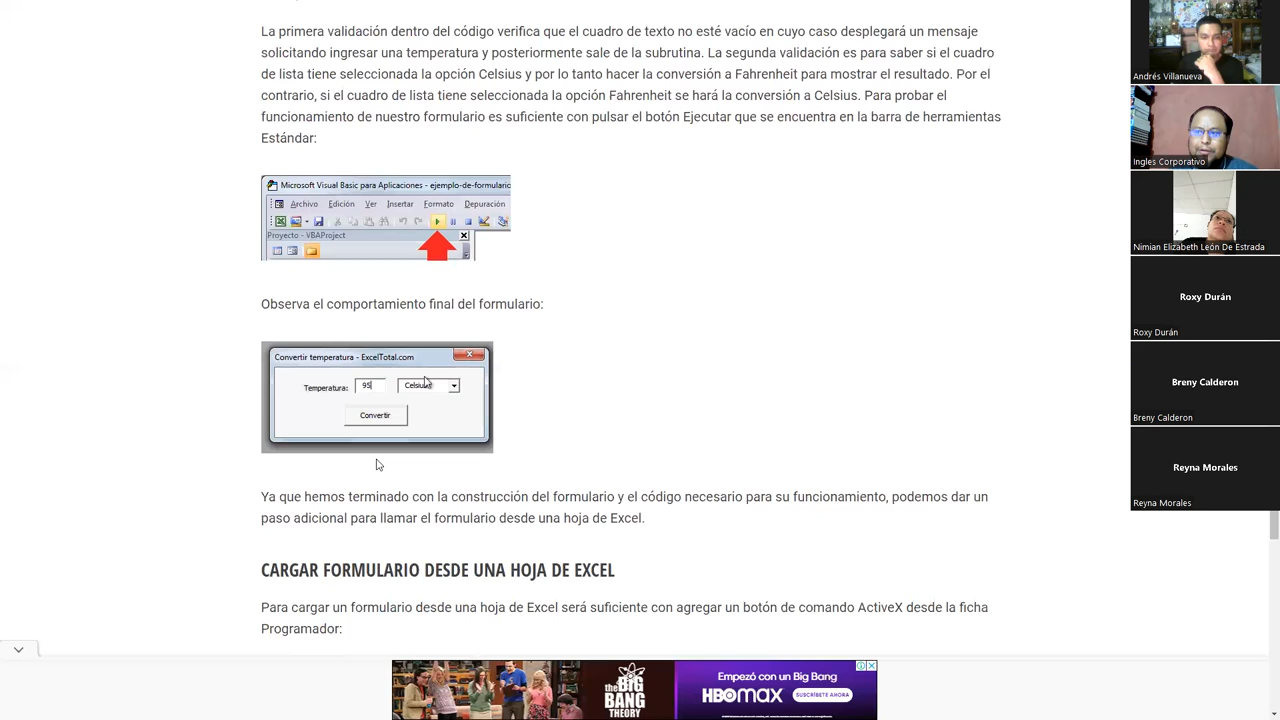 La primera validación dentro del código verifica que el cuadro de texto no esté vacío en cuyo caso desplegará un mensaje
solicitando ingresar una temperatura y posteriormente sale de la subrutina. La segunda validación es para saber si el cuadro
de lista tiene seleccionada la opción Celsius y por lo tanto hacer la conversión a Fahrenheit para mostrar el resultado. Por el
contrario, si el cuadro de lista tiene seleccionada la opción Fahrenheit se hará la conversión a Celsius. Para probar el
funcionamiento de nuestro formulario es suficiente con pulsar el botón Ejecutar que se encuentra en la barra de herramientas
Estándar:
Microsoft Visual Basic para Aplicaciones - ejemplo-de-formulario
Archivo Edición Ver Insertar Formato Depuración
Proyecto - VBAProject
Observa el comportamiento final del formulario:
Convertir temperatura - ExcelTotal.com
Temperatura: 95 Celsius
Convertir
Ya que hemos terminado con la construcción del formulario y el código necesario para su funcionamiento, podemos dar un
paso adicional para llamar el formulario desde una hoja de Excel.
CARGAR FORMULARIO DESDE UNA HOJA DE EXCEL
Para cargar un formulario desde una hoja de Excel será suficiente con agregar un botón de comando ActiveX desde la ficha
Programador:
the
BIG
BANG
THEORY
Empezó con un Big Bang
HBOMAX
SUSCRÍBETE AHORA
Andrés Villanueva
Ingles Corporativo
Nimian Elizabeth León De Estrada
Roxy Durán
Roxy Durán
Breny Calderon
Breny Calderon
Reyna Morales
Reyna Morales